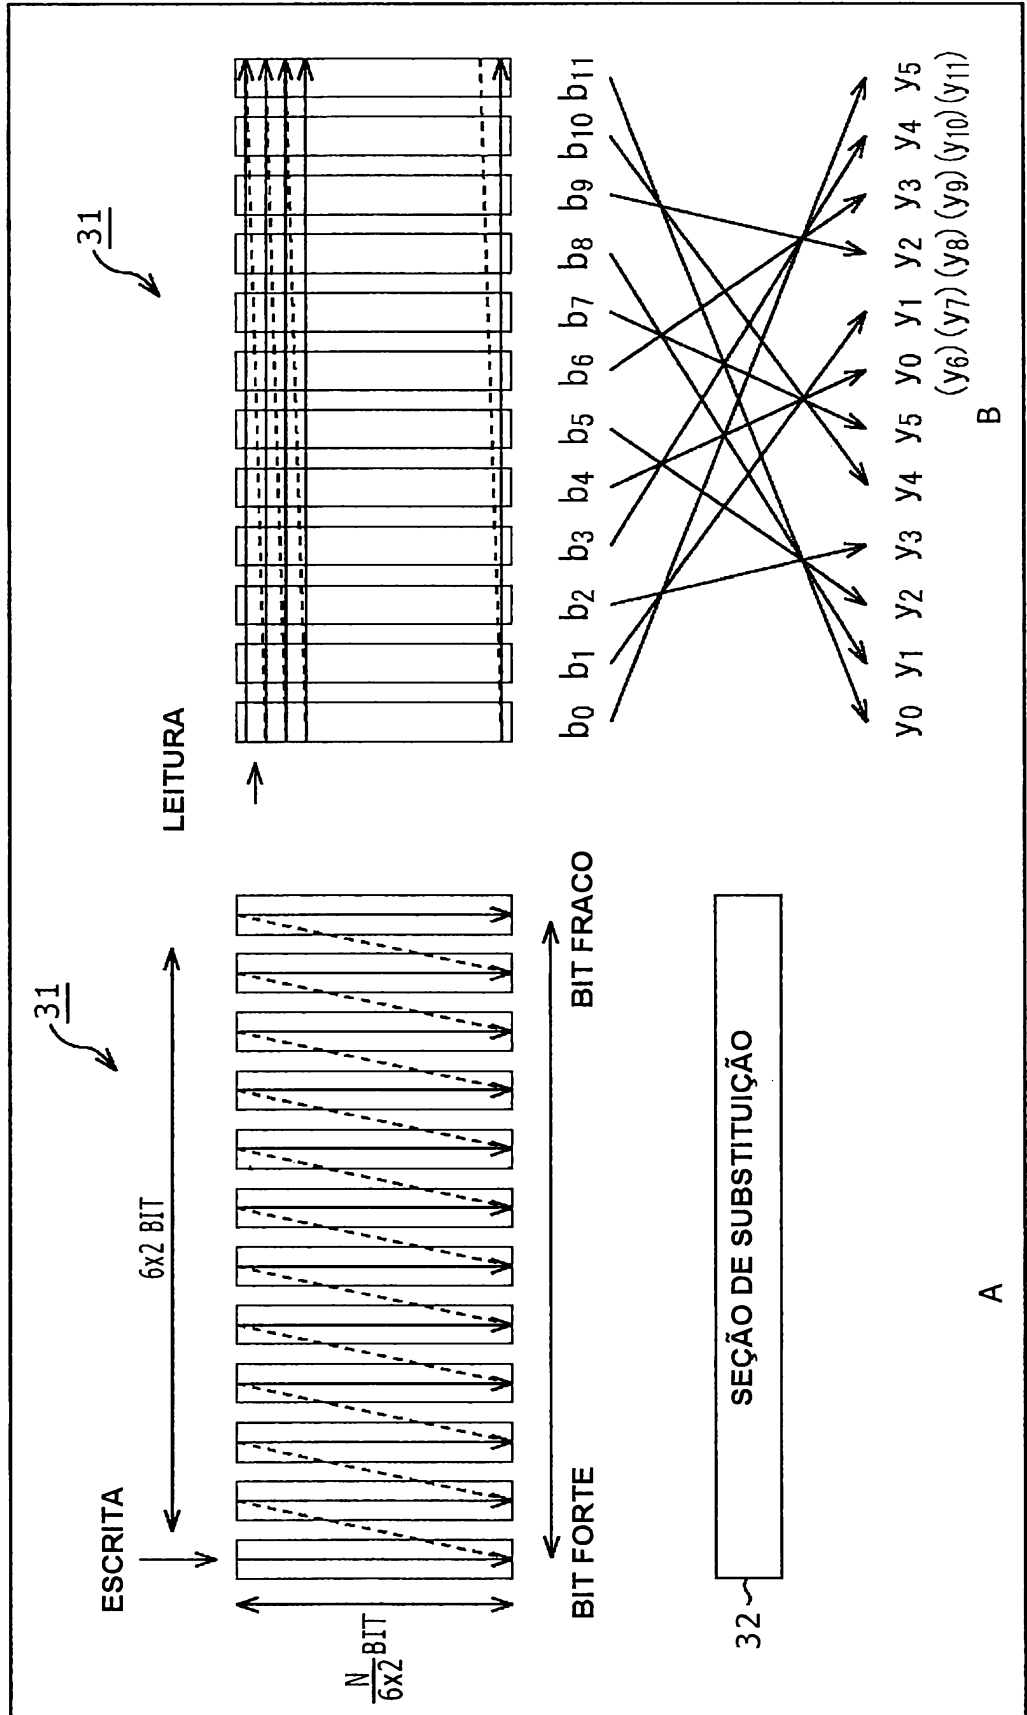 ESCRITA
31
6x2 BIT
N
6x2
BIT
BIT FORTE
BIT FRACO
32
SEÇÃO DE SUBSTITUIÇÃO
A
31
LEITURA
b0 b1 b2 b3 b4 b5 b6 b7 b8 b9 b10 b11
y0 y1 y2 y3 y4 y5 y0 y1 y2 y3 y4 y5
(y6)(y7)(y8)(y9)(y10)(y11)
B